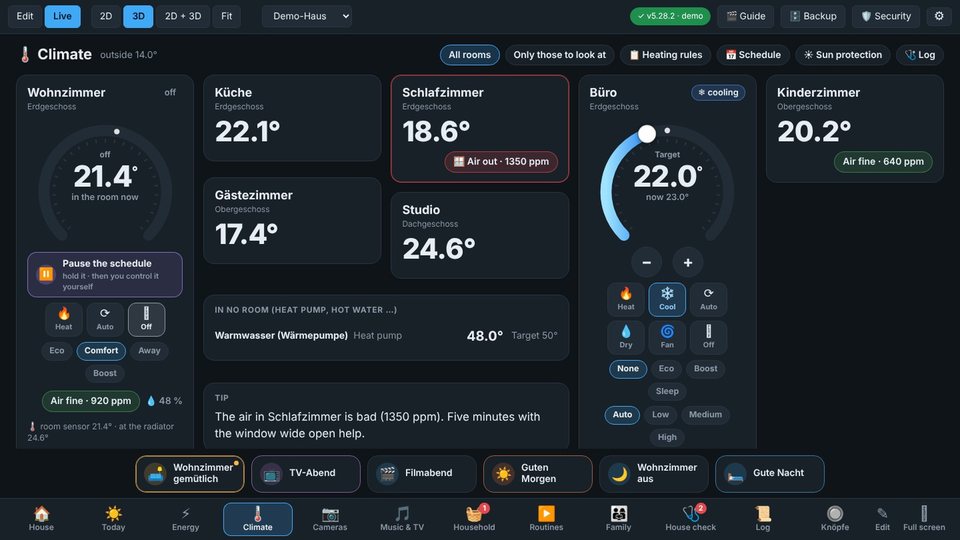 Edit Live 2D 3D 2D + 3D Fit Demo-Haus ✓ v5.28.2 · demo Guide Backup Security
Climate outside 14.0° All rooms Only those to look at Heating rules Schedule Sun protection Log
Wohnzimmer off
Erdgeschoss
off
21.4°
in the room now
Pause the schedule
hold it · then you control it
yourself
Heat Auto Off
Eco Comfort Away
Boost
Air fine · 920 ppm 48 %
room sensor 21.4° · at the radiator
24.6°
Küche
Erdgeschoss
22.1°
Gästezimmer
Obergeschoss
17.4°
Schlafzimmer
Erdgeschoss
18.6°
Air out · 1350 ppm
Studio
Dachgeschoss
24.6°
IN NO ROOM (HEAT PUMP, HOT WATER ...)
Warmwasser (Wärmepumpe) Heat pump 48.0° Target 50°
TIP
The air in Schlafzimmer is bad (1350 ppm). Five minutes with
the window wide open help.
Büro ❄ cooling
Erdgeschoss
Target
22.0°
now 23.0°
− +
Heat Cool Auto
Dry Fan Off
None Eco Boost
Sleep
Auto Low Medium
High
Kinderzimmer
Obergeschoss
20.2°
Air fine · 640 ppm
Wohnzimmer
gemütlich
TV-Abend
Filmabend
Guten
Morgen
Wohnzimmer
aus
Gute Nacht
House Today Energy Climate Cameras Music & TV Household 1 Routines Family House check 2 Log Knöpfe Edit Full screen